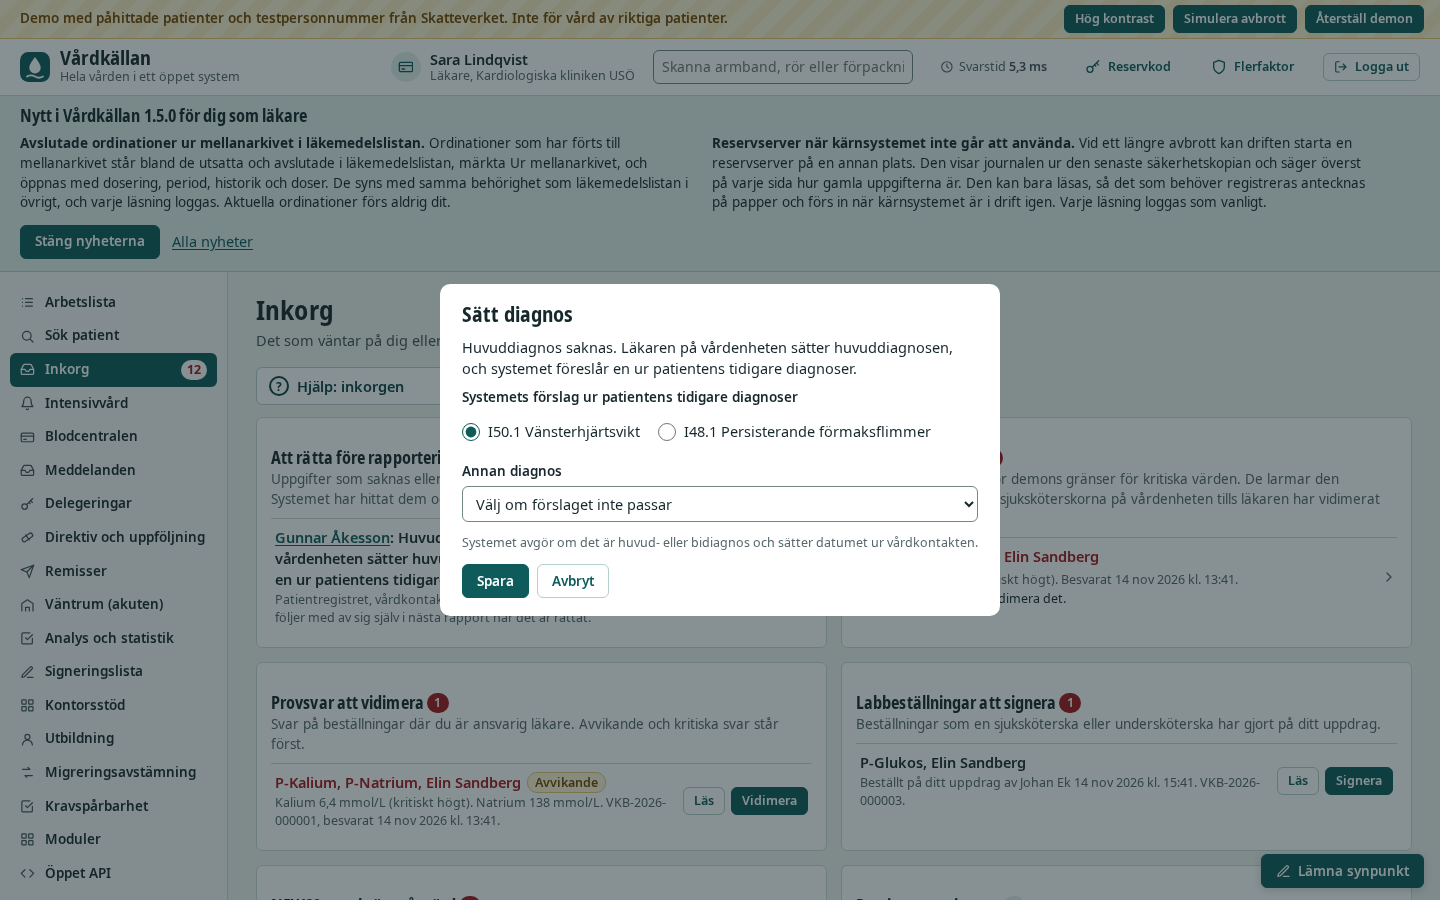 Demo med påhittade patienter och testpersonnummer från Skatteverket. Inte för vård av riktiga patienter.
Hög kontrast
Simulera avbrott
Återställ demon
Vårdkällan
Hela vården i ett öppet system
Sara Lindqvist
Läkare, Kardiologiska kliniken USÖ
Skanna armband, rör eller förpackni
Svarstid 5,3 ms
Reservkod
Flerfaktor
Logga ut
Nytt i Vårdkällan 1.5.0 för dig som läkare
Avslutade ordinationer ur mellanarkivet i läkemedelslistan. Ordinationer som har förts till
mellanarkivet står bland de utsatta och avslutade i läkemedelslistan, märkta Ur mellanarkivet, och
öppnas med dosering, period, historik och doser. De syns med samma behörighet som läkemedelslistan i
övrigt, och varje läsning loggas. Aktuella ordinationer förs aldrig dit.
Reservserver när kärnsystemet inte går att använda. Vid ett längre avbrott kan driften starta en
reservserver på en annan plats. Den visar journalen ur den senaste säkerhetskopian och säger överst
på varje sida hur gamla uppgifterna är. Den kan bara läsas, så det som behöver registreras antecknas
på papper och förs in när kärnsystemet är i drift igen. Varje läsning loggas som vanligt.
Stäng nyheterna
Alla nyheter
Arbetslista
Sök patient
Inkorg 12
Intensivvård
Blodcentralen
Meddelanden
Delegeringar
Direktiv och uppföljning
Remisser
Väntrum (akuten)
Analys och statistik
Signeringslista
Kontorsstöd
Utbildning
Migreringsavstämning
Kravspårbarhet
Moduler
Öppet API
Inkorg
Det som väntar på dig eller
Hjälp: inkorgen
Att rätta före rapporteri
Uppgifter som saknas eller
Systemet har hittat dem o
Gunnar Åkesson: Huvud
vårdenheten sätter huvu
en ur patientens tidigar
Patientregistret, vårdkontak
följer med av sig själv i nästa rapport när det är rättat.
Sätt diagnos
Huvuddiagnos saknas. Läkaren på vårdenheten sätter huvuddiagnosen,
och systemet föreslår en ur patientens tidigare diagnoser.
Systemets förslag ur patientens tidigare diagnoser
I50.1 Vänsterhjärtsvikt
I48.1 Persisterande förmaksflimmer
Annan diagnos
Välj om förslaget inte passar
Systemet avgör om det är huvud- eller bidiagnos och sätter datumet ur vårdkontakten.
Spara
Avbryt
r demons gränser för kritiska värden. De larmar den
sjuksköterskorna på vårdenheten tills läkaren har vidimerat
Elin Sandberg
skt högt). Besvarat 14 nov 2026 kl. 13:41.
dimera det.
Provsvar att vidimera 1
Svar på beställningar där du är ansvarig läkare. Avvikande och kritiska svar står
först.
P-Kalium, P-Natrium, Elin Sandberg Avvikande
Kalium 6,4 mmol/L (kritiskt högt). Natrium 138 mmol/L. VKB-2026-
000001, besvarat 14 nov 2026 kl. 13:41.
Läs
Vidimera
Labbeställningar att signera 1
Beställningar som en sjuksköterska eller undersköterska har gjort på ditt uppdrag.
P-Glukos, Elin Sandberg
Beställt på ditt uppdrag av Johan Ek 14 nov 2026 kl. 15:41. VKB-2026-
000003.
Läs
Signera
Lämna synpunkt